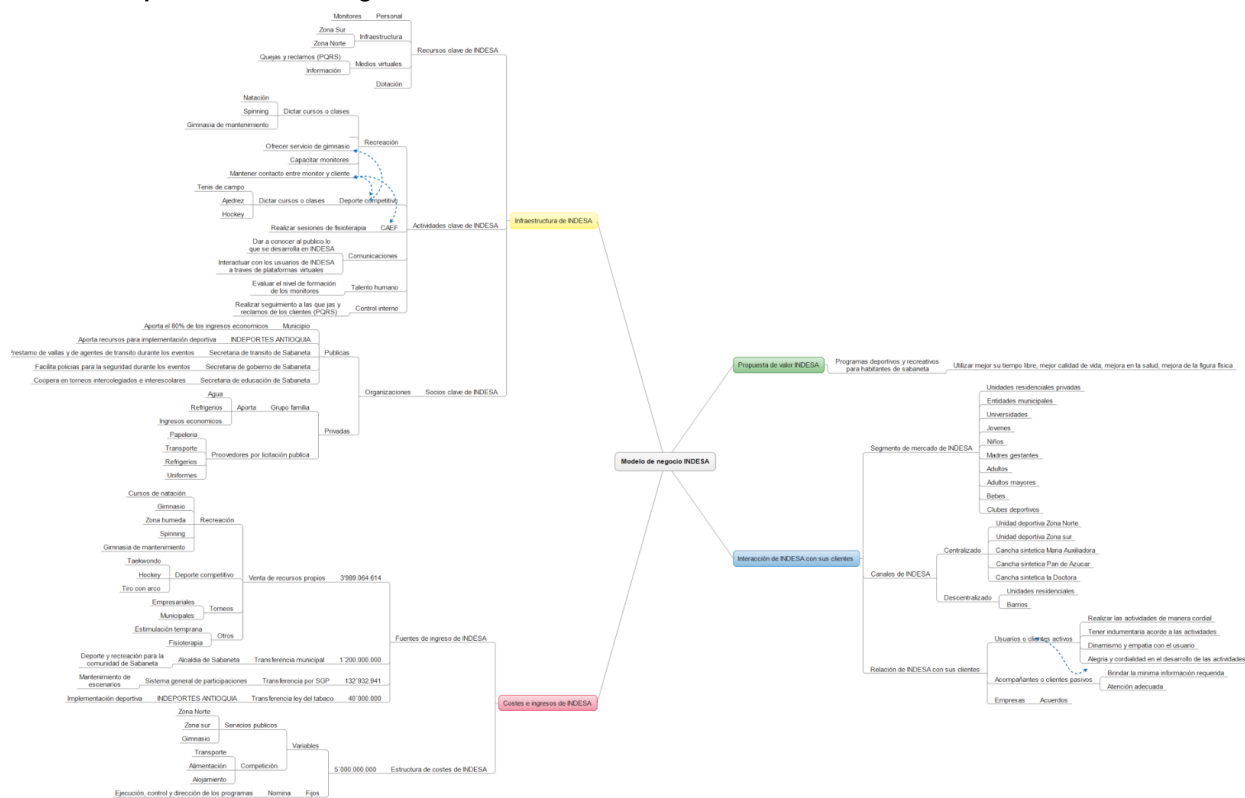 Monitores Personal
Zona Sur
Zona Norte
Infraestructura
Quejas y reclamos (PQRS)
Información
Medios virtuales
Dotación
Recursos clave de INDESA
Natación
Spinning
Gimnasia de mantenimiento
Dictar cursos o clases
Ofrecer servicio de gimnasio
Capacitar monitores
Mantener contacto entre monitor y cliente
Recreación
Tenis de campo
Ajedrez
Hockey
Dictar cursos o clases
Deporte competitivo
Realizar sesiones de fisioterapia CAEF
Dar a conocer al publico lo
que se desarrolla en INDESA
Interactuar con los usuarios de INDESA
a traves de plataformas virtuales
Comunicaciones
Evaluar el nivel de formación
de los monitores
Talento humano
Realizar seguimiento a las que jas y
reclamos de los clientes (PQRS)
Control interno
Actividades clave de INDESA
Infraestructura de INDESA
Aporta el 80% de los ingresos economicos Municipio
Aporta recursos para implementación deportiva INDEPORTES ANTIOQUIA
Prestamo de vallas y de agentes de transito durante los eventos Secretaria de transito de Sabaneta
Facilita policias para la seguridad durante los eventos Secretaria de gobierno de Sabaneta
Coopera en torneos intercolegiados e interescolares Secretaria de educación de Sabaneta
Publicas
Agua
Refrigerios
Ingresos economicos
Aporta
Grupo familia
Papeleria
Transporte
Refrigerios
Uniformes
Proovedores por licitación publica
Privadas
Organizaciones
Socios clave de INDESA
Modelo de negocio INDESA
Propuesta de valor INDESA
Programas deportivos y recreativos
para habitantes de sabaneta
Utilizar mejor su tiempo libre, mejor calidad de vida, mejora en la salud, mejora de la figura física
Interacción de INDESA con sus clientes
Segmento de mercado de INDESA
Unidades residenciales privadas
Entidades municipales
Universidades
Jovenes
Niños
Madres gestantes
Adultos
Adultos mayores
Bebes
Clubes deportivos
Canales de INDESA
Centralizado
Unidad deportiva Zona Norte
Unidad deportiva Zona sur
Cancha sintetica Maria Auxiliadora
Cancha sintetica Pan de Azucar
Cancha sintetica la Doctora
Descentralizado
Unidades residenciales
Barrios
Relación de INDESA con sus clientes
Usuarios o clientes activos
Realizar las actividades de manera cordial
Tener indumentaria acorde a las actividades
Dinamismo y empatia con el usuario
Alegria y cordialidad en el desarrollo de las actividades
Acompañantes o clientes pasivos
Brindar la minima información requerida
Atención adecuada
Empresas Acuerdos
Cursos de natación
Gimnasio
Zona humeda
Spinning
Gimnasia de mantenimiento
Recreación
Taekwondo
Hockey
Tiro con arco
Deporte competitivo
Empresariales
Municipales
Torneos
Estimulación temprana
Fisioterapia
Otros
Venta de recursos propios 3'989.064.614
Deporte y recreación para la
comunidad de Sabaneta
Alcaldia de Sabaneta Transferencia municipal 1'200.000.000
Mantenimiento de
escenarios
Sistema general de participaciones Transferencia por SGP 132'932.941
Implementación deportiva INDEPORTES ANTIOQUIA Transferencia ley del tabaco 40'000.000
Fuentes de ingreso de INDESA
Costes e ingresos de INDESA
Zona Norte
Zona sur
Gimnasio
Servicios publicos
Transporte
Alimentación
Alojamiento
Competición
Variables
Ejecución, control y dirección de los programas Nomina Fijos
5'000.000.000 Estructura de costes de INDESA